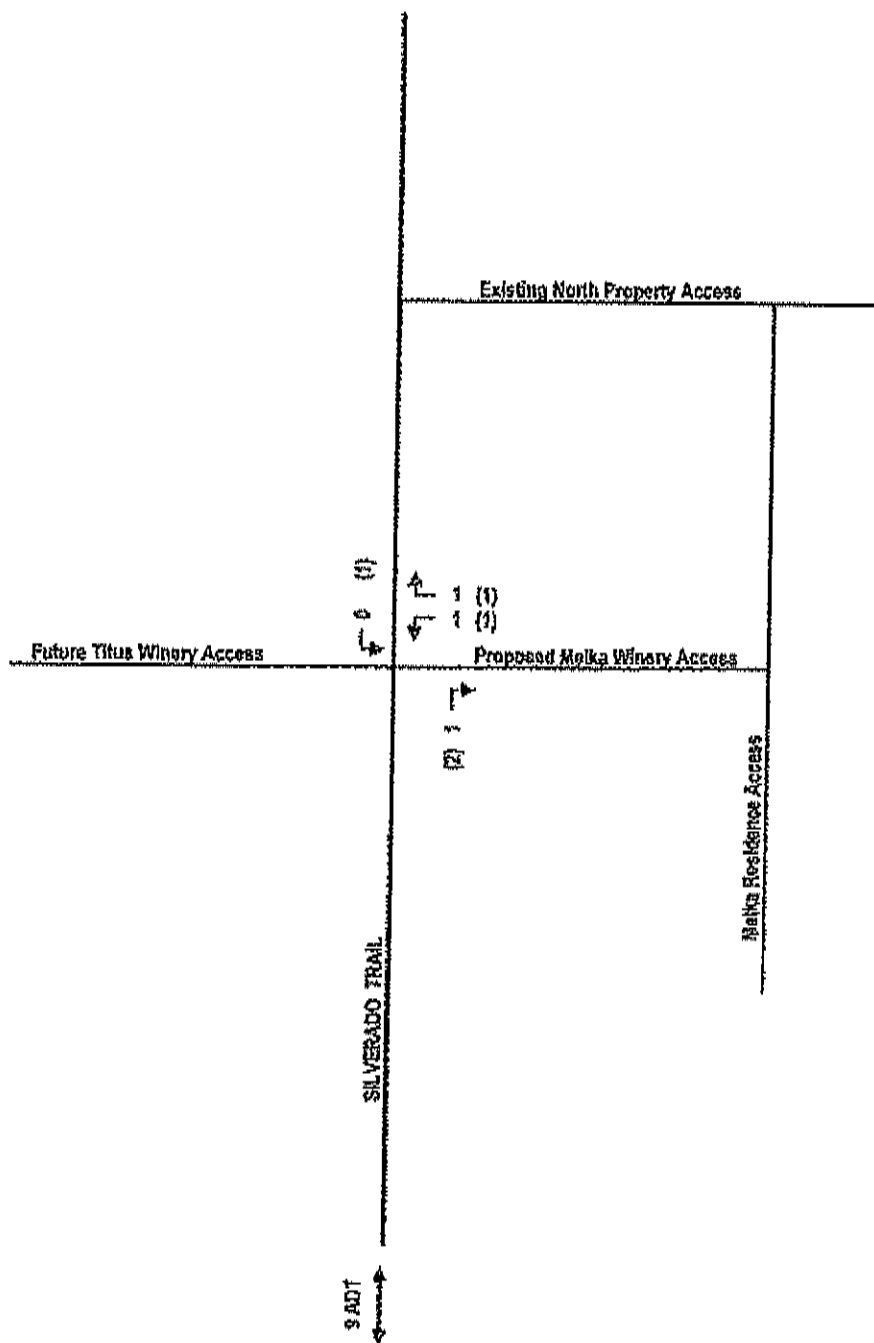 Existing North Property Access
0 (1)
1 (1)
1 (1)
Future Titus Winery Access
Proposed Melka Winery Access
(2) 1
Melka Residence Access
SILVERADO TRAIL
9 ADT